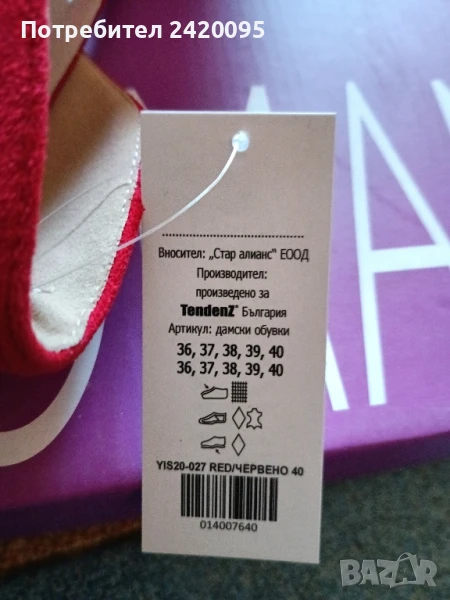 Потребител 2420095
Вносител: „Стар алианс" ЕООД
Производител:
произведено за
TendenZ® България
Артикул: дамски обувки
36, 37, 38, 39, 40
36, 37, 38, 39, 40
YIS20-027 RED/ЧЕРВЕНО 40
014007640
BAZAR